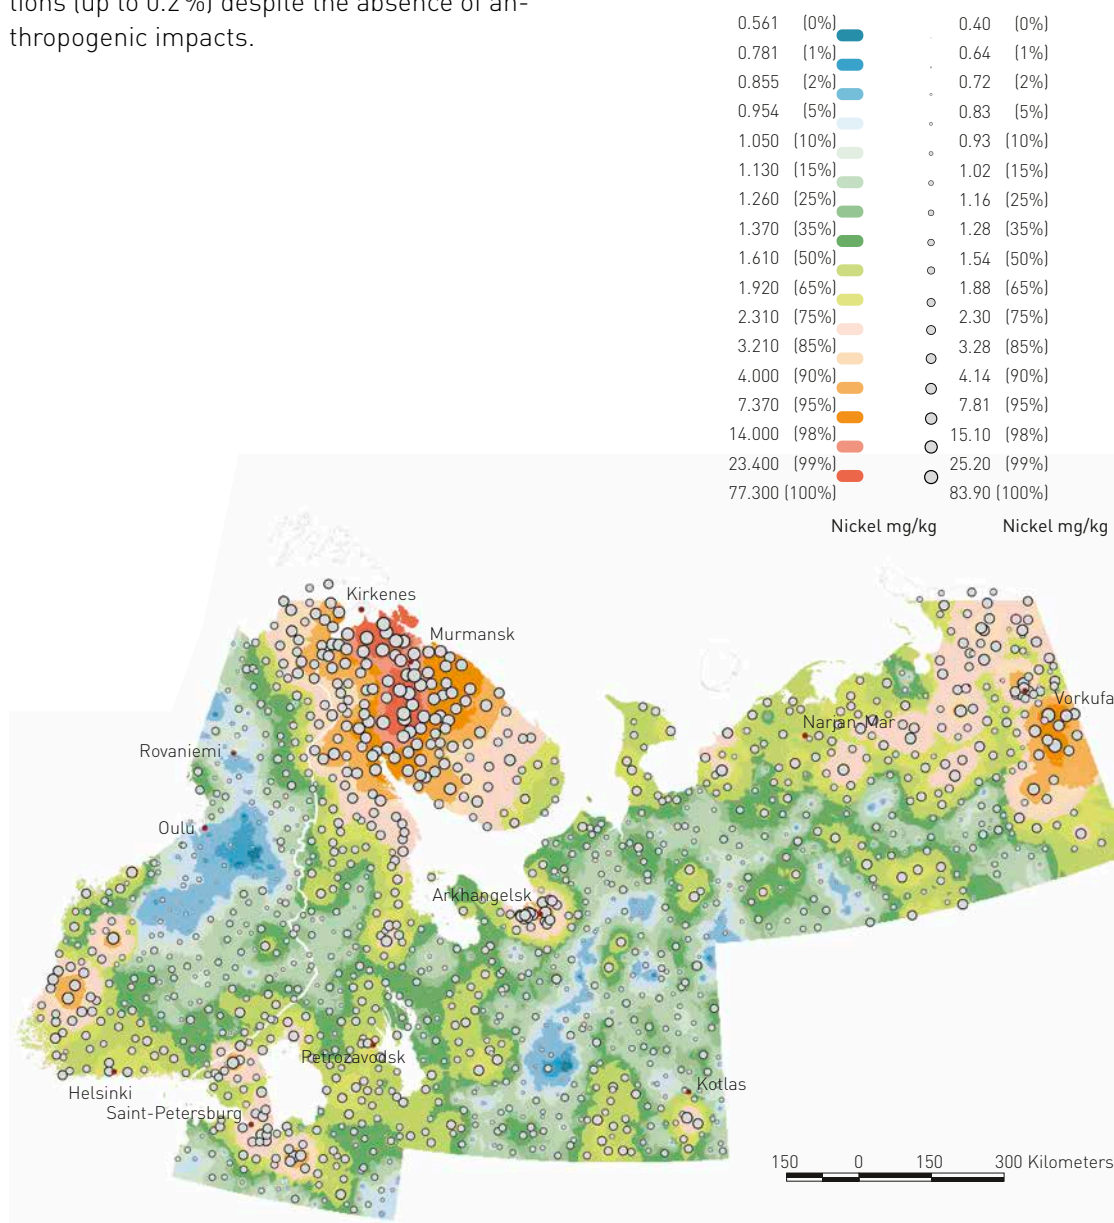 tions (up to 0.2%) despite the absence of an-
thropogenic impacts.
0.561 (0%) 0.40 (0%)
0.781 (1%) 0.64 (1%)
0.855 (2%) 0.72 (2%)
0.954 (5%) 0.83 (5%)
1.050 (10%) 0.93 (10%)
1.130 (15%) 1.02 (15%)
1.260 (25%) 1.16 (25%)
1.370 (35%) 1.28 (35%)
1.610 (50%) 1.54 (50%)
1.920 (65%) 1.88 (65%)
2.310 (75%) 2.30 (75%)
3.210 (85%) 3.28 (85%)
4.000 (90%) 4.14 (90%)
7.370 (95%) 7.81 (95%)
14.000 (98%) 15.10 (98%)
23.400 (99%) 25.20 (99%)
77.300 (100%) 83.90 (100%)
Nickel mg/kg Nickel mg/kg
Kirkenes
Murmansk
Vorkufa
Narjan-Mar
Rovaniemi
Oulu
Arkhangelsk
Petrozavodsk
Helsinki
Kotlas
Saint-Petersburg
150 0 150 300 Kilometers